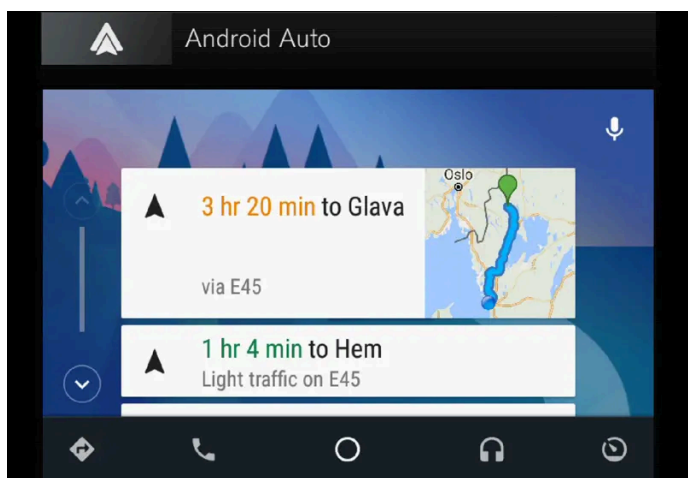 Android Auto
Oslo
3 hr 20 min to Glava
via E45
1 hr 4 min to Hem
Light traffic on E45